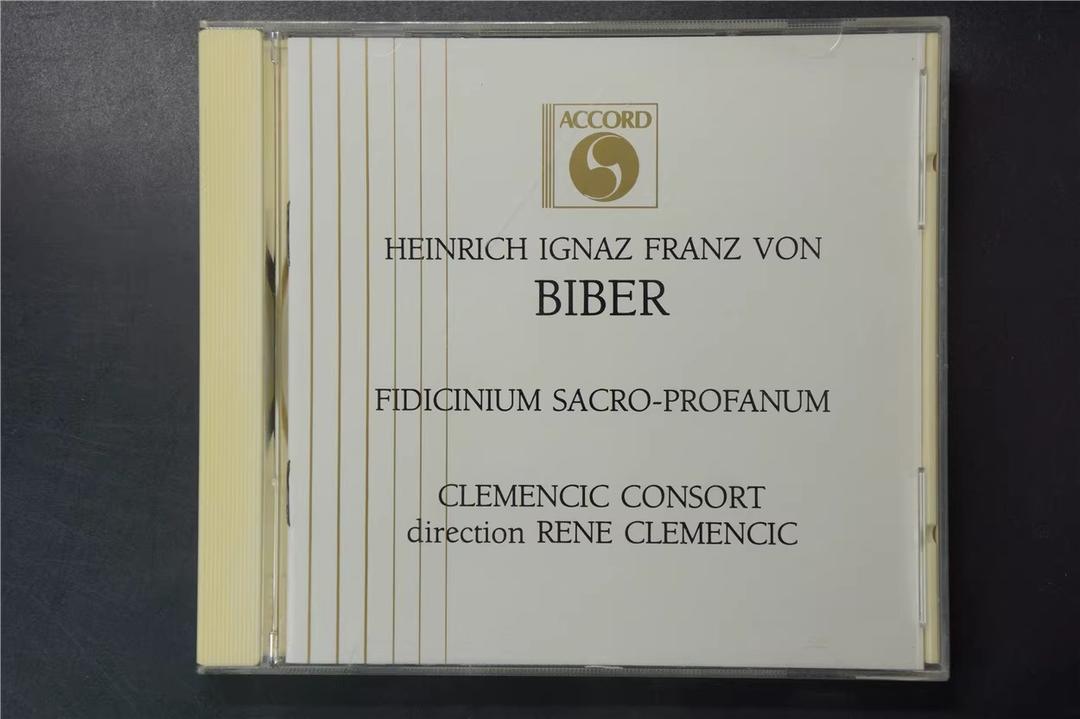 ACCORD
HEINRICH IGNAZ FRANZ VON
BIBER
FIDICINIUM SACRO-PROFANUM
CLEMENCIC CONSORT
direction RENE CLEMENCIC